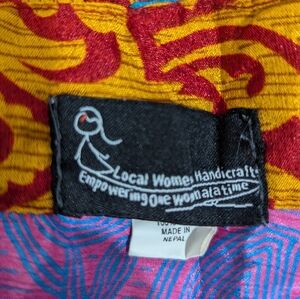 Local Women Handicrafts
Empowering One Woman at a time
MADE IN
NEPAL